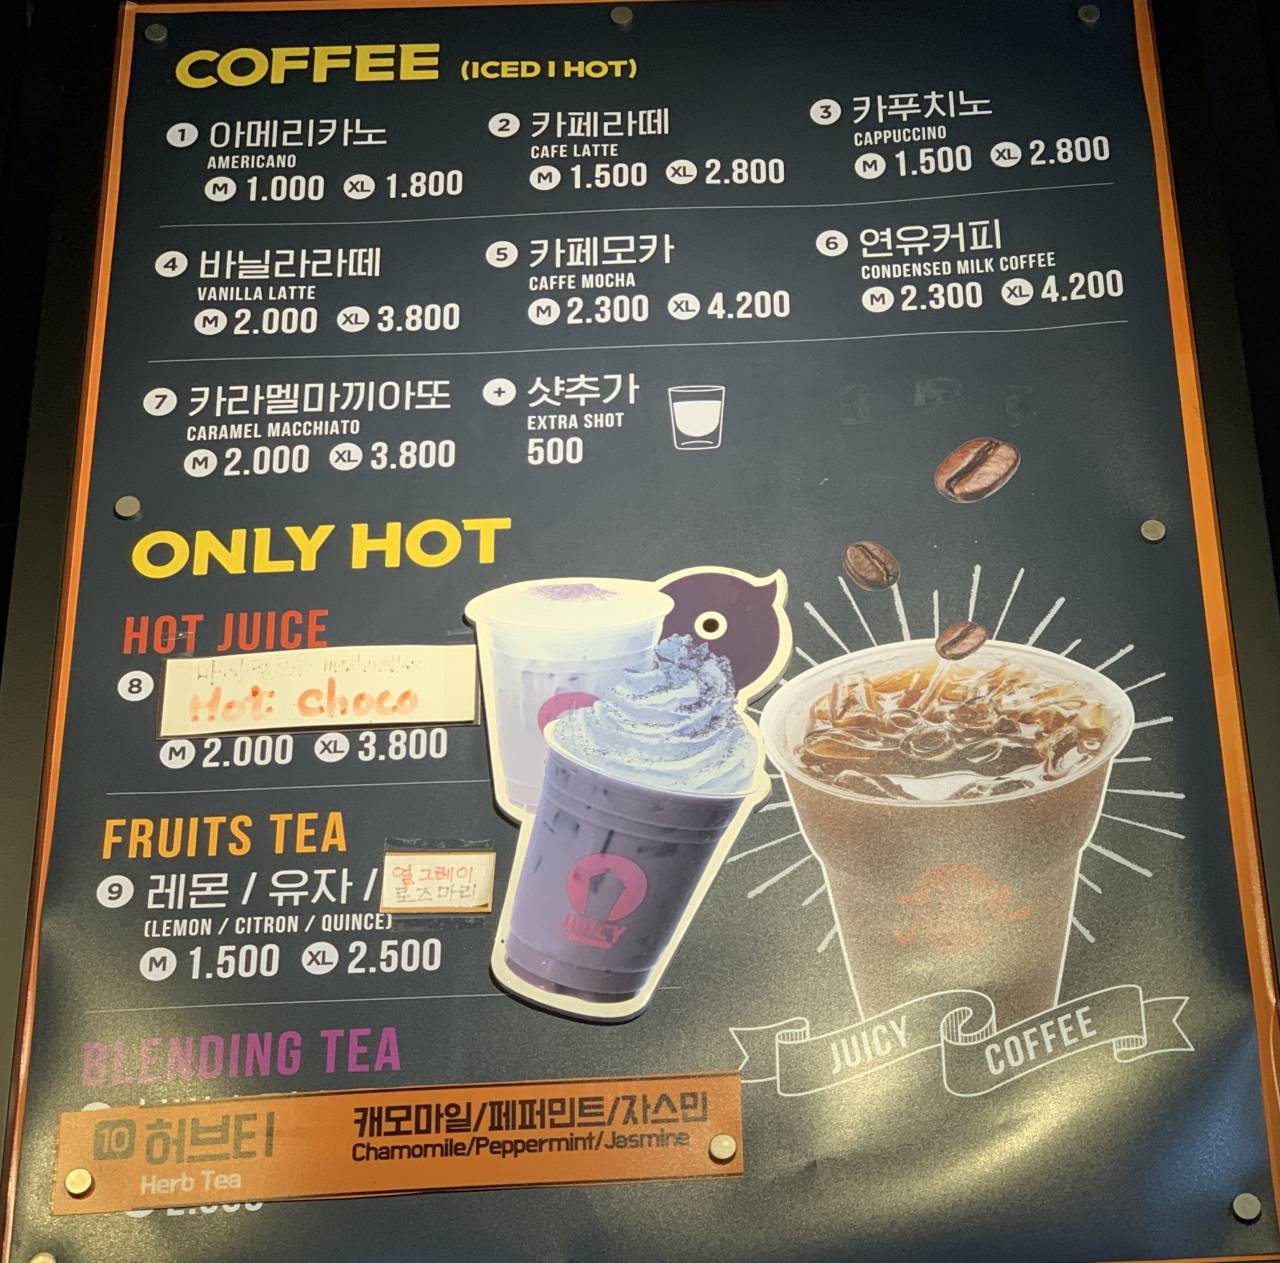 COFFEE (ICED I HOT)
1 아메리카노
AMERICANO
M 1.000 XL 1.800
2 카페라떼
CAFE LATTE
M 1.500 XL 2.800
3 카푸치노
CAPPUCCINO
M 1.500 XL 2.800
4 바닐라라떼
VANILLA LATTE
M 2.000 XL 3.800
5 카페모카
CAFFE MOCHA
M 2.300 XL 4.200
6 연유커피
CONDENSED MILK COFFEE
M 2.300 XL 4.200
7 카라멜마끼아또
CARAMEL MACCHIATO
M 2.000 XL 3.800
+ 샷추가
EXTRA SHOT
500
ONLY HOT
HOT JUICE
8 Hot Choco
M 2.000 XL 3.800
FRUITS TEA
9 레몬 / 유자 / 얼그레이
로즈마리
(LEMON / CITRON / QUINCE)
M 1.500 XL 2.500
BLENDING TEA
10 허브티 캐모마일/페퍼민트/자스민
Herb Tea Chamomile/Peppermint/Jasmine
JUICY
JUICY COFFEE